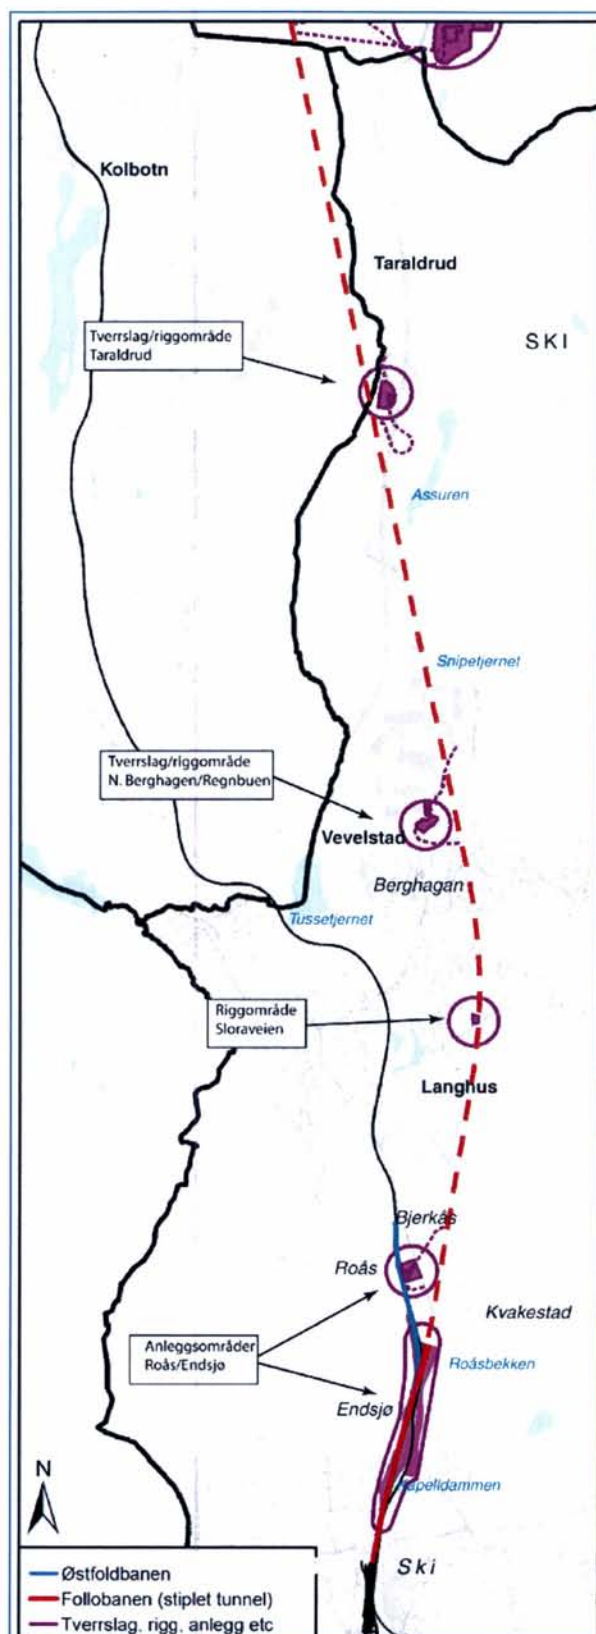 Kolbotn
Taraldrud
SKI
Tverrslag/riggområde
Taraldrud
Assuren
Snipetjernet
Tverrslag/riggområde
N. Berghagen/Regnbuen
Vevelstad
Berghagan
Tussetjernet
Riggområde
Sloraveien
Langhus
Bjerkås
Roås
Kvakestad
Anleggsområder
Roås/Endsjø
Roåsbekken
Endsjø
Kapelldammen
N
Ski
Østfoldbanen
Follobanen (stiplet tunnel)
Tverrslag, rigg, anlegg etc